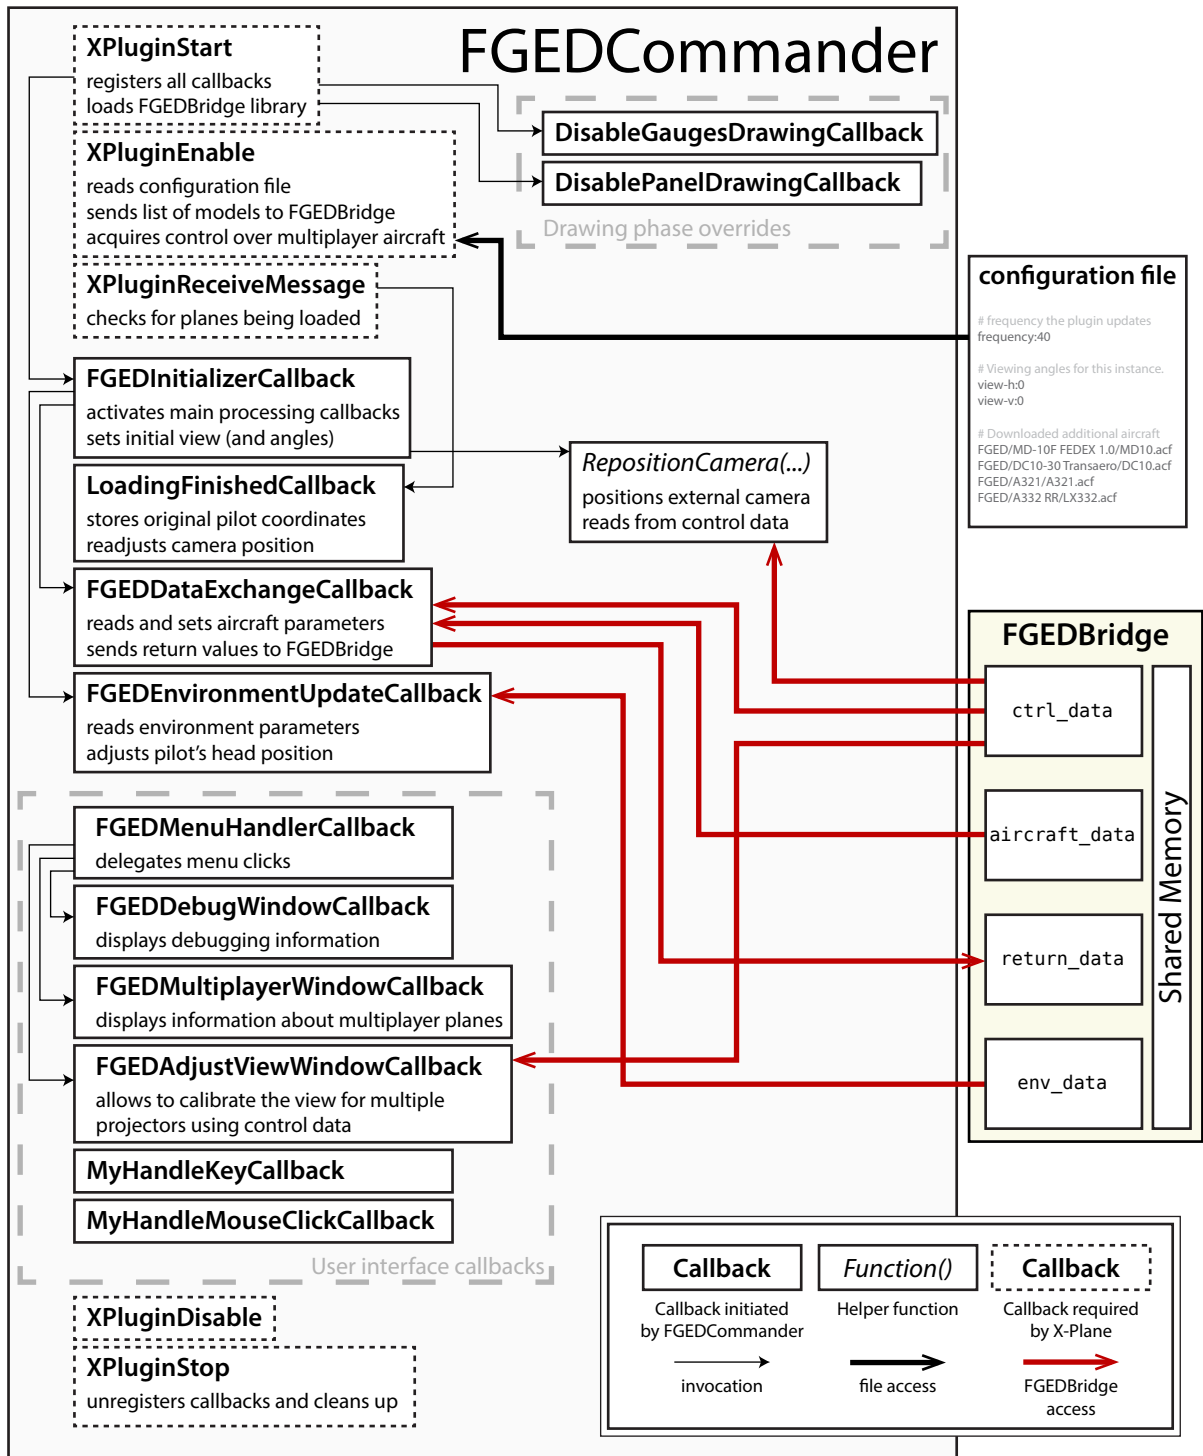 FGEDCommander
XPluginStart
registers all callbacks
loads FGEDBridge library
DisableGaugesDrawingCallback
DisablePanelDrawingCallback
Drawing phase overrides
XPluginEnable
reads configuration file
sends list of models to FGEDBridge
acquires control over multiplayer aircraft
XPluginReceiveMessage
checks for planes being loaded
configuration file
# frequency the plugin updates
frequency:40
# Viewing angles for this instance.
view-h:0
view-v:0
# Downloaded additional aircraft
FGED/MD-10F FEDEX 1.0/MD10.acf
FGED/DC10-30 Transaero/DC10.acf
FGED/A321/A321.acf
FGED/A332 RR/LX332.acf
FGEDInitializerCallback
activates main processing callbacks
sets initial view (and angles)
RepositionCamera(...)
positions external camera
reads from control data
LoadingFinishedCallback
stores original pilot coordinates
readjusts camera position
FGEDDataExchangeCallback
reads and sets aircraft parameters
sends return values to FGEDBridge
FGEDEnvironmentUpdateCallback
reads environment parameters
adjusts pilot's head position
FGEDBridge
ctrl_data
aircraft_data
return_data
env_data
Shared Memory
FGEDMenuHandlerCallback
delegates menu clicks
FGEDDebugWindowCallback
displays debugging information
FGEDMultiplayerWindowCallback
displays information about multiplayer planes
FGEDAdjustViewWindowCallback
allows to calibrate the view for multiple
projectors using control data
MyHandleKeyCallback
MyHandleMouseClickCallback
User interface callbacks
XPluginDisable
XPluginStop
unregisters callbacks and cleans up
Callback
Callback initiated
by FGEDCommander
Function()
Helper function
Callback
Callback required
by X-Plane
invocation
file access
FGEDBridge
access